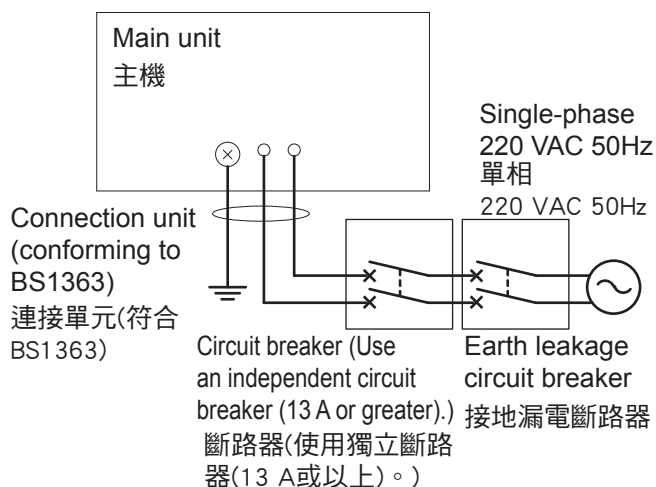 Main unit
主機
Single-phase
220 VAC 50Hz
單相
220 VAC 50Hz
Connection unit
(conforming to
BS1363)
連接單元(符合
BS1363)
Circuit breaker (Use
an independent circuit
breaker (13 A or greater).)
斷路器(使用獨立斷路
器(13 A或以上)。)
Earth leakage
circuit breaker
接地漏電斷路器